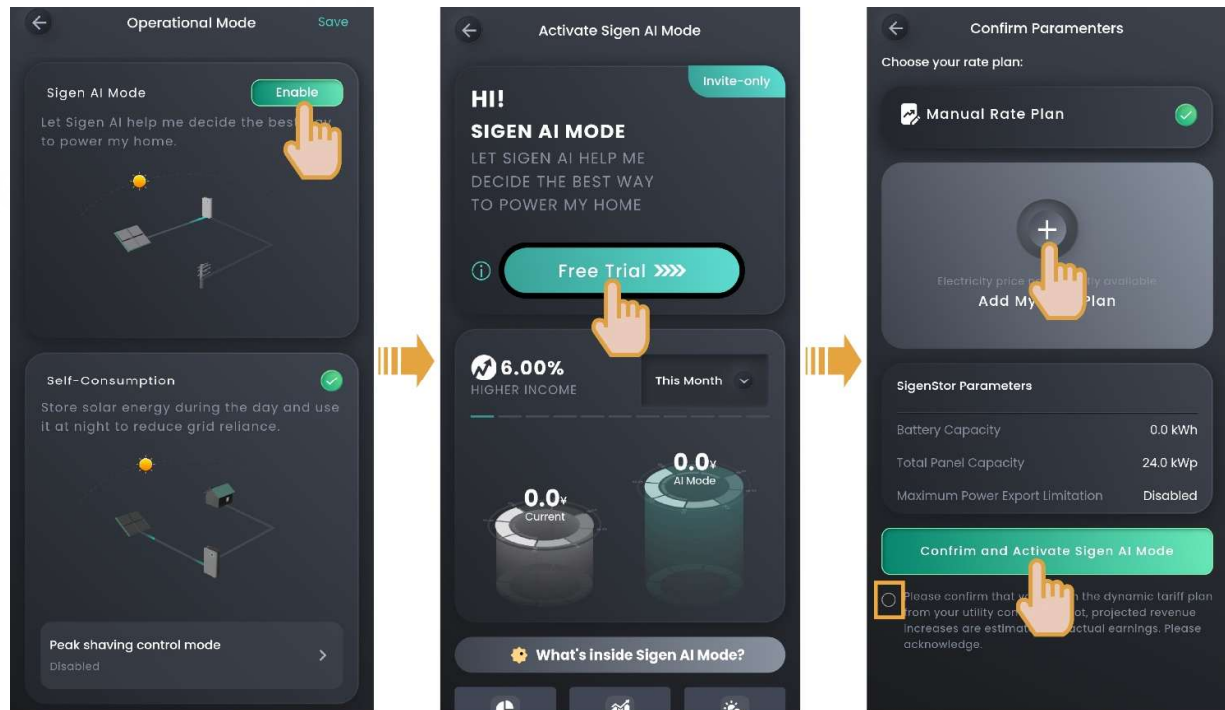 Operational Mode
Save
Sigen AI Mode
Enable
Let Sigen AI help me decide the best
to power my home.
Self-Consumption
Store solar energy during the day and use
it at night to reduce grid reliance.
Peak shaving control mode
Disabled
Activate Sigen AI Mode
Invite-only
HI!
SIGEN AI MODE
LET SIGEN AI HELP ME
DECIDE THE BEST WAY
TO POWER MY HOME
Free Trial »»
6.00%
HIGHER INCOME
This Month
0.0¥
Current
0.0¥
AI Mode
What's inside Sigen AI Mode?
Confirm Paramenters
Choose your rate plan:
Manual Rate Plan
Electricity price available
Add My Plan
SigenStor Parameters
Battery Capacity 0.0 kWh
Total Panel Capacity 24.0 kWp
Maximum Power Export Limitation Disabled
Confrim and Activate Sigen AI Mode
Please confirm that the dynamic tariff plan
from your utility projected revenue
increases are actual earnings. Please
acknowledge.